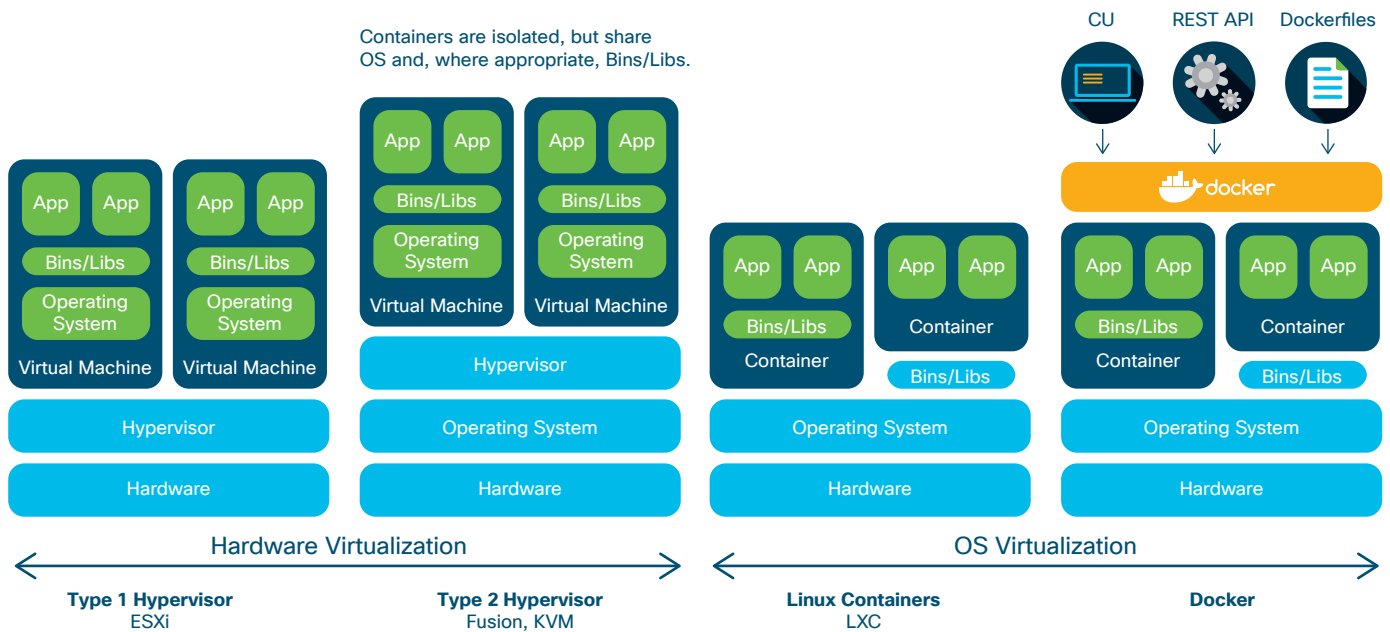 CU
REST API
Dockerfiles
Containers are isolated, but share
OS and, where appropriate, Bins/Libs.
App
App
Bins/Libs
Operating
System
Virtual Machine
App
App
Bins/Libs
Operating
System
Virtual Machine
Hypervisor
Hardware
App
App
Bins/Libs
Operating
System
Virtual Machine
App
App
Bins/Libs
Operating
System
Virtual Machine
Hypervisor
Operating System
Hardware
App
App
Bins/Libs
Container
App
App
Container
Bins/Libs
Operating System
Hardware
docker
App
App
Bins/Libs
Container
App
App
Container
Bins/Libs
Operating System
Hardware
Hardware Virtualization
OS Virtualization
Type 1 Hypervisor
ESXi
Type 2 Hypervisor
Fusion, KVM
Linux Containers
LXC
Docker